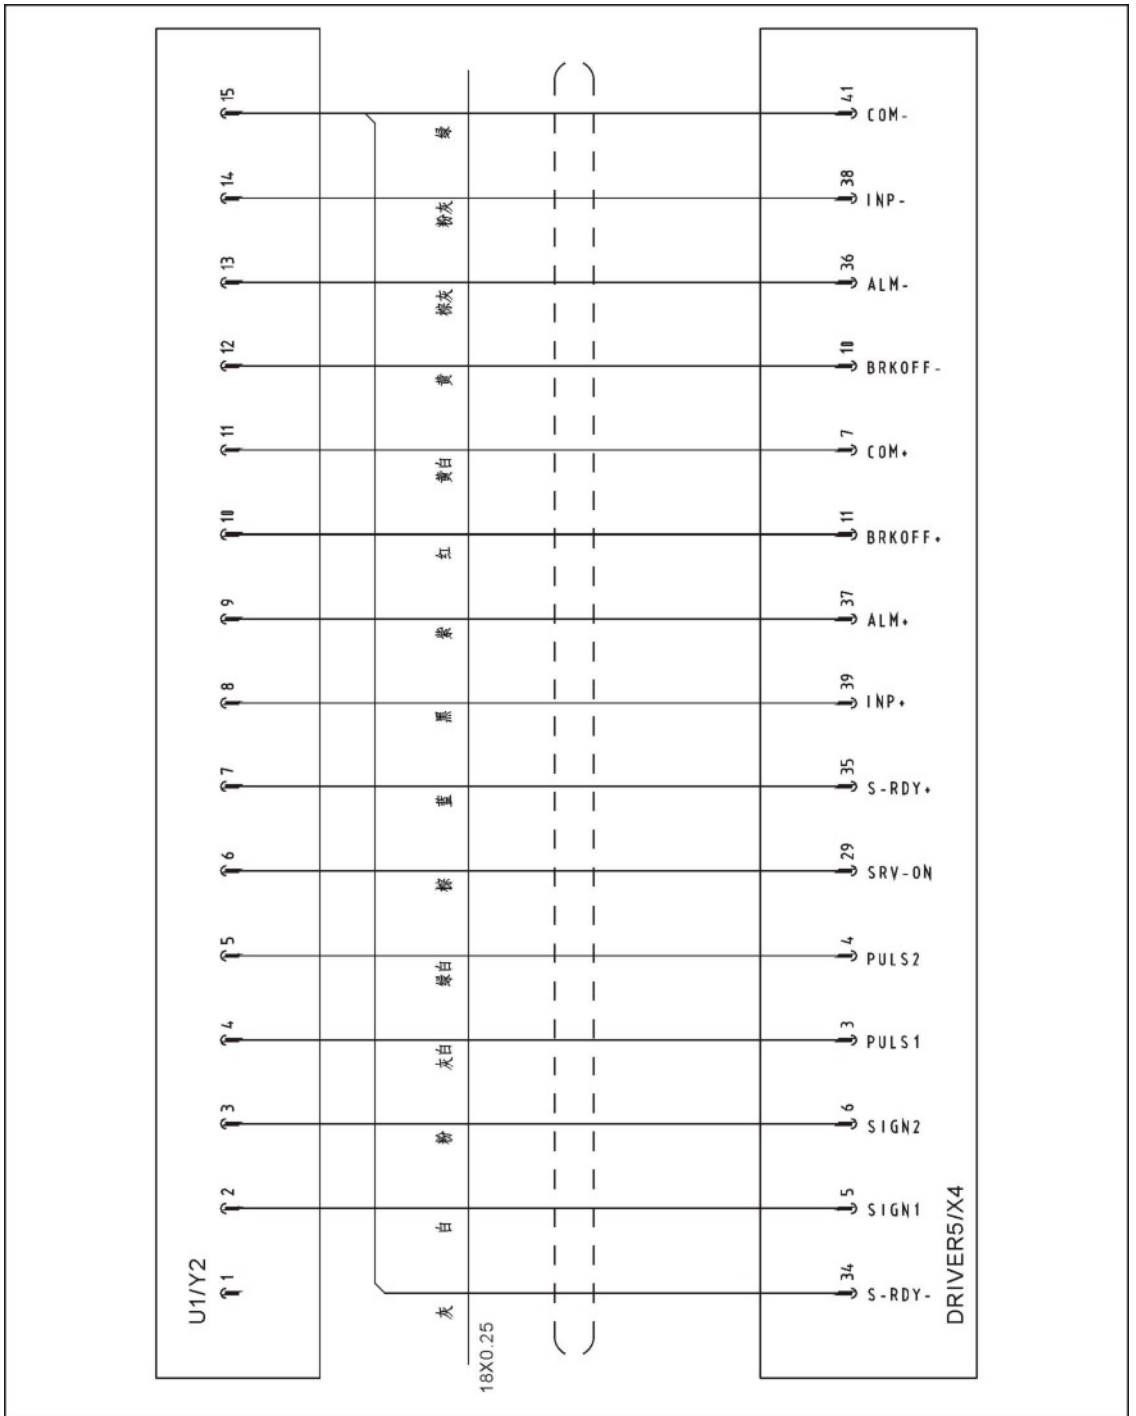 U1/Y2
15
14
13
12
11
10
9
8
7
6
5
4
3
2
1
绿
粉灰
棕灰
黄
黄白
红
紫
黑
蓝
棕
绿白
灰白
粉
白
灰
18X0.25
41 COM-
38 INP-
36 ALM-
10 BRKOFF-
7 COM+
11 BRKOFF+
37 ALM+
39 INP+
35 S-RDY+
29 SRV-ON
4 PULS2
3 PULS1
6 SIGN2
5 SIGN1
34 S-RDY-
DRIVER5/X4